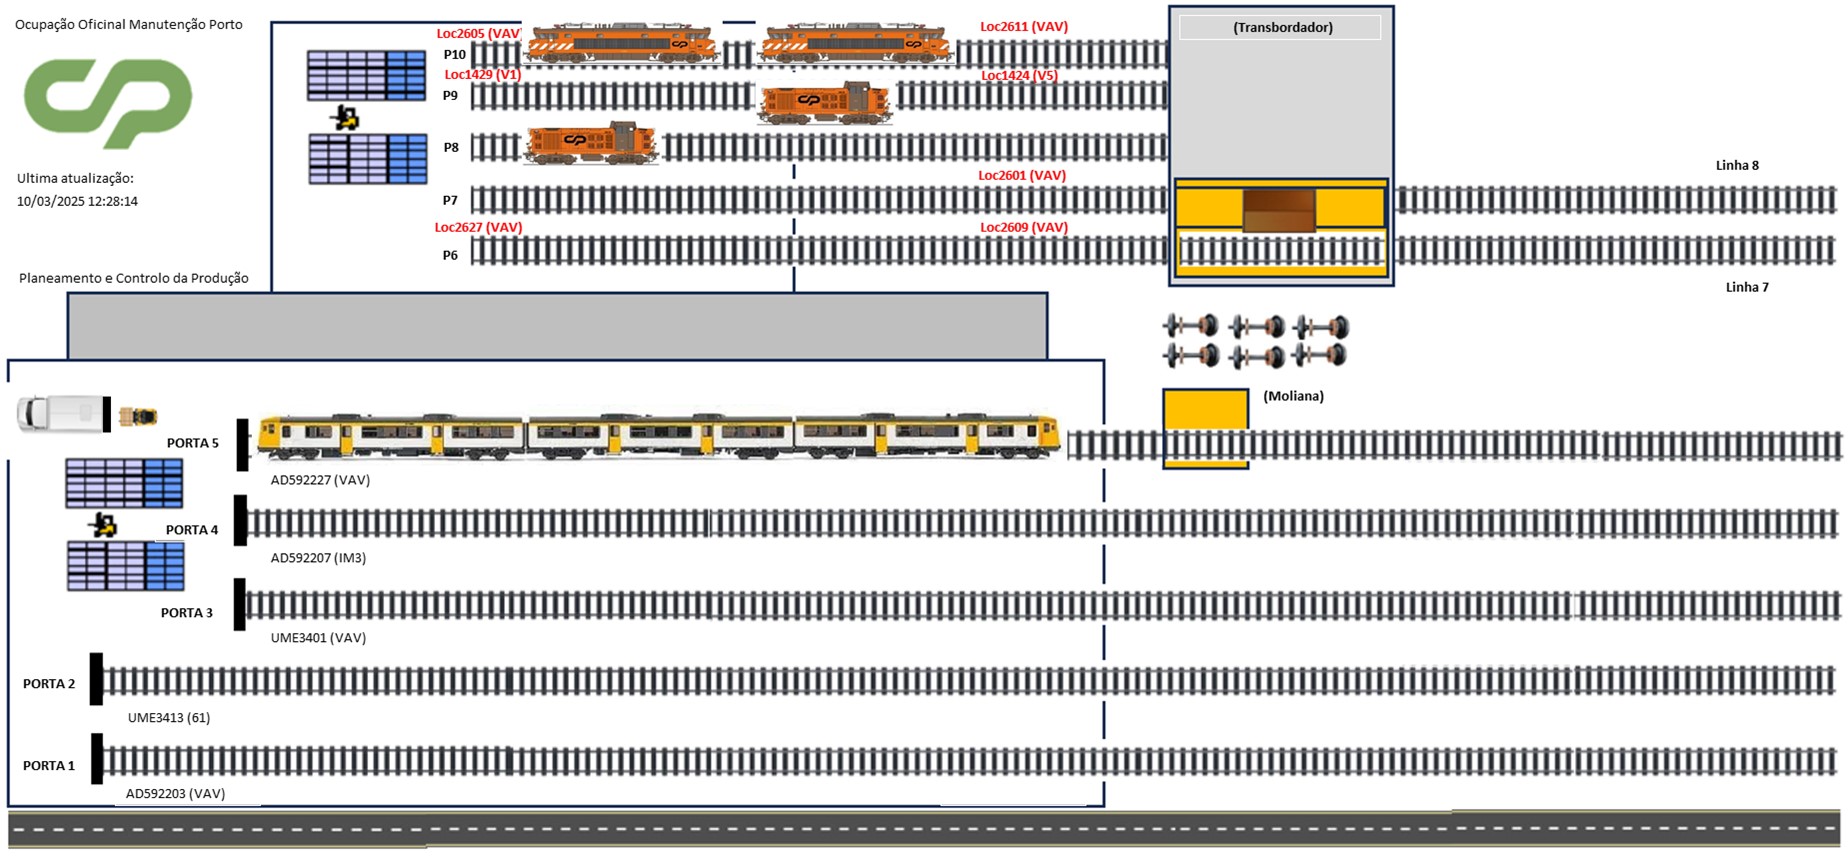 Ocupação Oficinal Manutenção Porto
Ultima atualização:
10/03/2025 12:28:14
Planeamento e Controlo da Produção
Loc2605 (VAV)
Loc2611 (VAV)
P10
Loc1429 (V1)
Loc1424 (V5)
P9
P8
Loc2601 (VAV)
P7
Loc2627 (VAV)
Loc2609 (VAV)
P6
(Transbordador)
Linha 8
Linha 7
(Moliana)
PORTA 5
AD592227 (VAV)
PORTA 4
AD592207 (IM3)
PORTA 3
UME3401 (VAV)
PORTA 2
UME3413 (61)
PORTA 1
AD592203 (VAV)